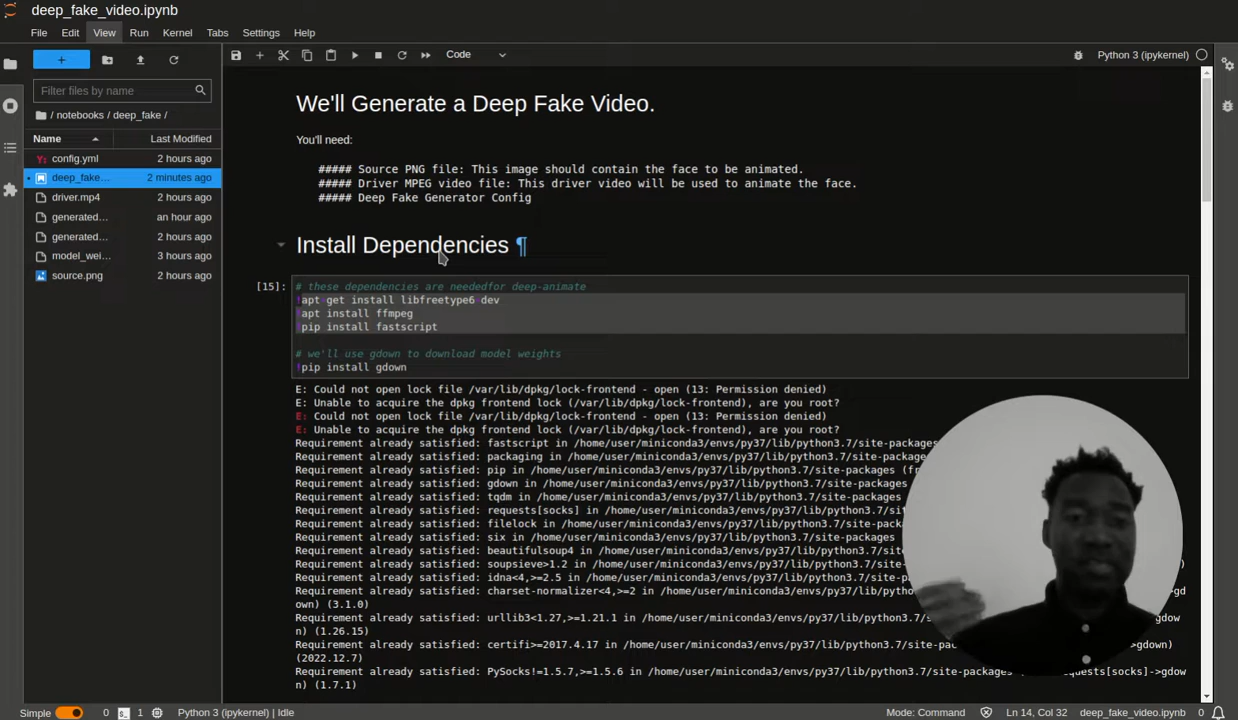 deep_fake_video.ipynb
File Edit View Run Kernel Tabs Settings Help
+ Code Python 3 (ipykernel)
Filter files by name
/ notebooks / deep_fake /
Name Last Modified
Y: config.yml 2 hours ago
deep_fake... 2 minutes ago
driver.mp4 2 hours ago
generated... an hour ago
generated... 2 hours ago
model_wei... 3 hours ago
source.png 2 hours ago
We'll Generate a Deep Fake Video.
You'll need:
##### Source PNG file: This image should contain the face to be animated.
##### Driver MPEG video file: This driver video will be used to animate the face.
##### Deep Fake Generator Config
Install Dependencies ¶
[15]: # these dependencies are neededfor deep-animate
!apt-get install libfreetype6-dev
!apt install ffmpeg
!pip install fastscript
# we'll use gdown to download model weights
!pip install gdown
E: Could not open lock file /var/lib/dpkg/lock-frontend - open (13: Permission denied)
E: Unable to acquire the dpkg frontend lock (/var/lib/dpkg/lock-frontend), are you root?
E: Could not open lock file /var/lib/dpkg/lock-frontend - open (13: Permission denied)
E: Unable to acquire the dpkg frontend lock (/var/lib/dpkg/lock-frontend), are you root?
Requirement already satisfied: fastscript in /home/user/miniconda3/envs/py37/lib/python3.7/site-packages
Requirement already satisfied: packaging in /home/user/miniconda3/envs/py37/lib/python3.7/site-packages
Requirement already satisfied: pip in /home/user/miniconda3/envs/py37/lib/python3.7/site-packages (fr
Requirement already satisfied: gdown in /home/user/miniconda3/envs/py37/lib/python3.7/site-packages
Requirement already satisfied: tqdm in /home/user/miniconda3/envs/py37/lib/python3.7/site-packages
Requirement already satisfied: requests[socks] in /home/user/miniconda3/envs/py37/lib/python3.7/site-
Requirement already satisfied: filelock in /home/user/miniconda3/envs/py37/lib/python3.7/site-package
Requirement already satisfied: six in /home/user/miniconda3/envs/py37/lib/python3.7/site-packages
Requirement already satisfied: beautifulsoup4 in /home/user/miniconda3/envs/py37/lib/python3.7/site-p
Requirement already satisfied: soupsieve>1.2 in /home/user/miniconda3/envs/py37/lib/python3.7/site-pa
Requirement already satisfied: idna<4,>=2.5 in /home/user/miniconda3/envs/py37/lib/python3.7/site-pac
Requirement already satisfied: charset-normalizer<4,>=2 in /home/user/miniconda3/envs/py37/lib/python ->gd
own) (3.1.0)
Requirement already satisfied: urllib3<1.27,>=1.21.1 in /home/user/miniconda3/envs/py37/lib/python3.7/s gdow
n) (1.26.15)
Requirement already satisfied: certifi>=2017.4.17 in /home/user/miniconda3/envs/py37/lib/python3.7/site >gdown)
(2022.12.7)
Requirement already satisfied: PySocks!=1.5.7,>=1.5.6 in /home/user/miniconda3/envs/py37/lib/python3.7/site-packages requests[socks]->gdow
n) (1.7.1)
Simple 0 $_ 1 Python 3 (ipykernel) | Idle Mode: Command Ln 14, Col 32 deep_fake_video.ipynb 0